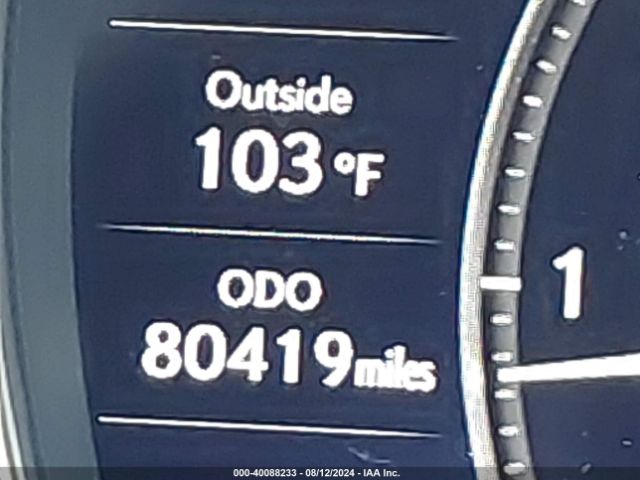 Outside
103 °F
ODO
80419 miles
1
000-40088233 - 08/12/2024 - IAA Inc.